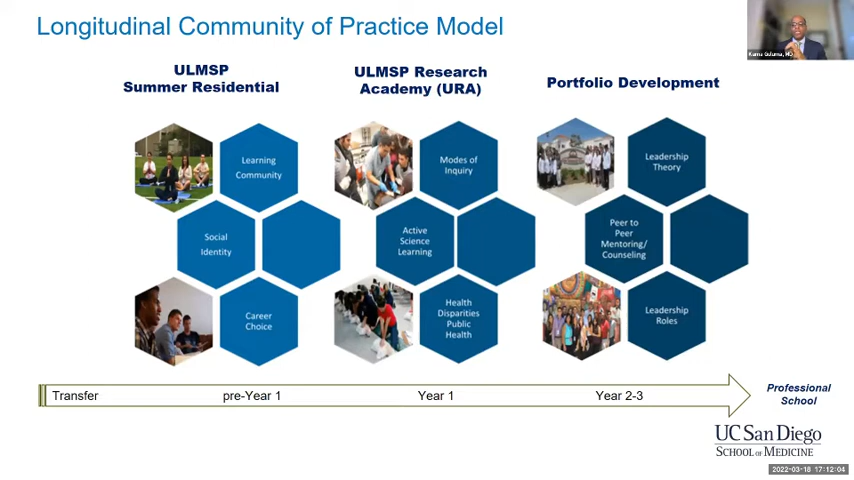 Longitudinal Community of Practice Model
ULMSP
Summer Residential
ULMSP Research
Academy (URA)
Portfolio Development
Learning
Community
Social
Identity
Career
Choice
Modes of
Inquiry
Active
Science
Learning
Health
Disparities
Public
Health
Leadership
Theory
Peer to
Peer
Mentoring/
Counseling
Leadership
Roles
Transfer
pre-Year 1
Year 1
Year 2-3
Professional
School
UC San Diego
SCHOOL OF MEDICINE
2022-03-18 17:12:04